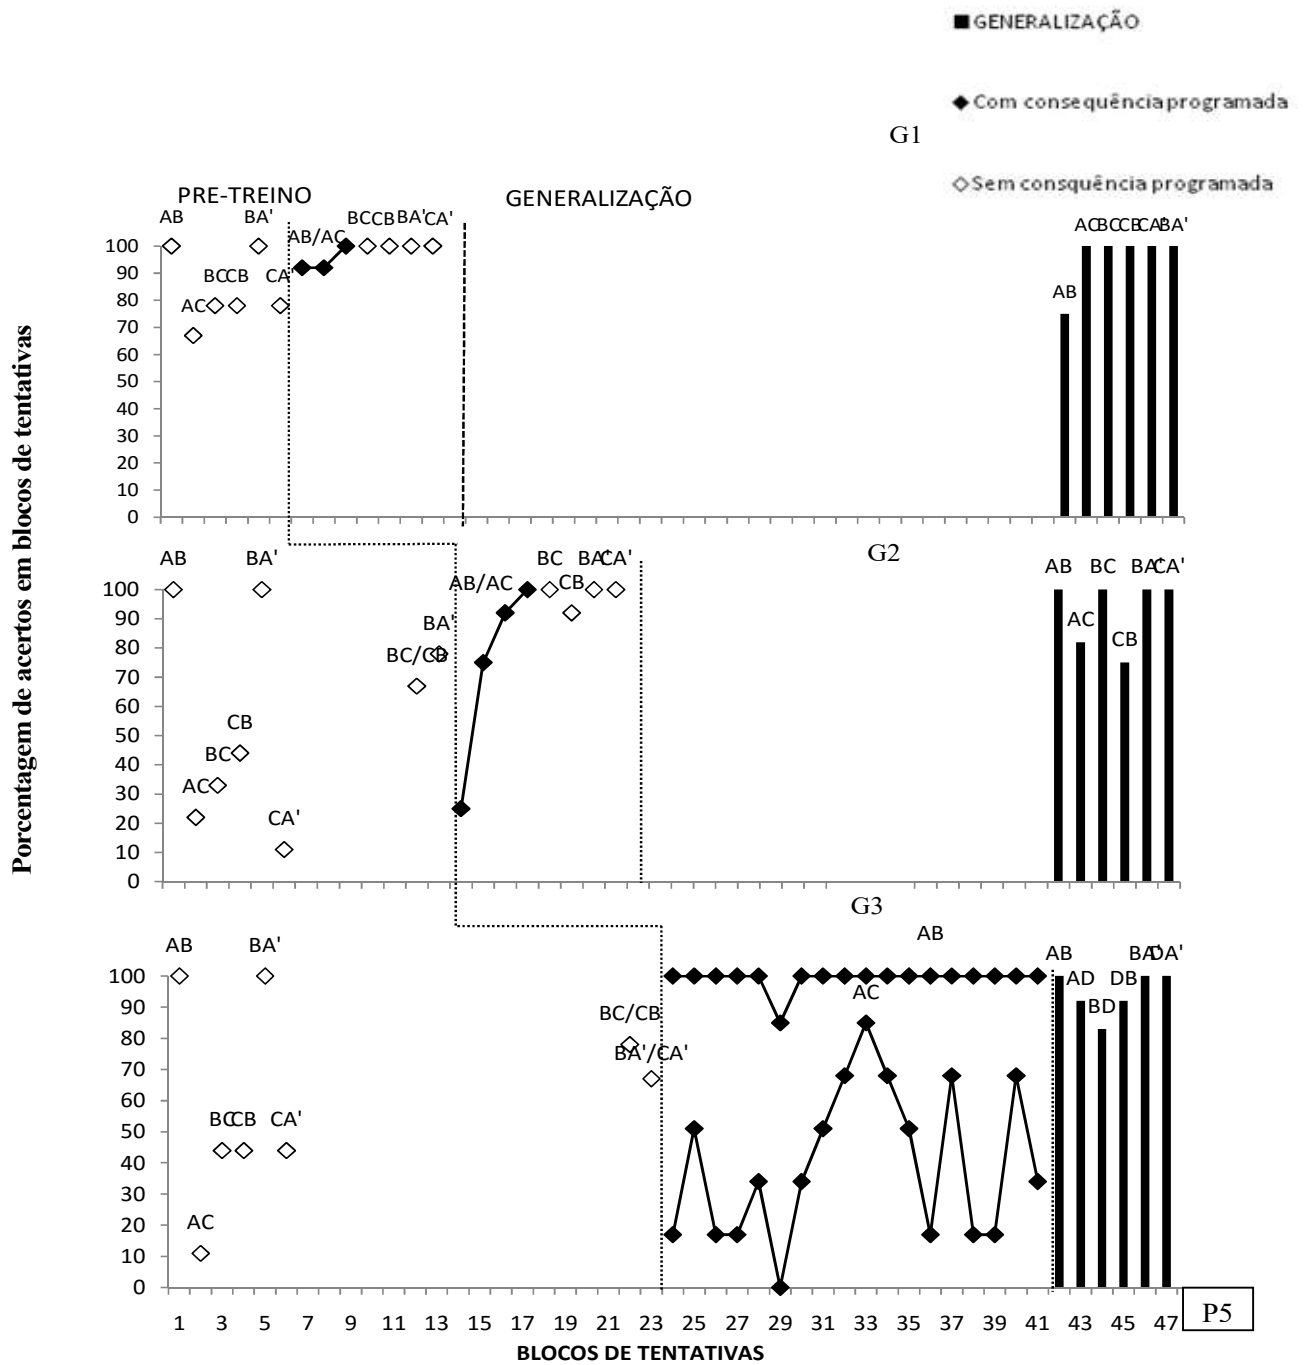 GENERALIZAÇÃO
Com consequência programada
G1
Sem consquência programada
PRE-TREINO
GENERALIZAÇÃO
AB BA' AB/AC BC CB BA' CA' AC BC CB CA' BA'
BC CB CA
AC AB
100
90
80
70
60
50
40
30
20
10
0
Porcentagem de acertos em blocos de tentativas
G2
AB BA' AB/AC BC CB BA' CA' AB BC BA' CA'
BA' AC
BC/CB CB
CB
BC
AC
CA'
100
90
80
70
60
50
40
30
20
10
0
G3
AB
AB BA' AB BA' DA'
AC AD DB
BD
BC/CB
BA'/CA'
BC CB CA'
AC
100
90
80
70
60
50
40
30
20
10
0
1 3 5 7 9 11 13 15 17 19 21 23 25 27 29 31 33 35 37 39 41 43 45 47
P5
BLOCOS DE TENTATIVAS